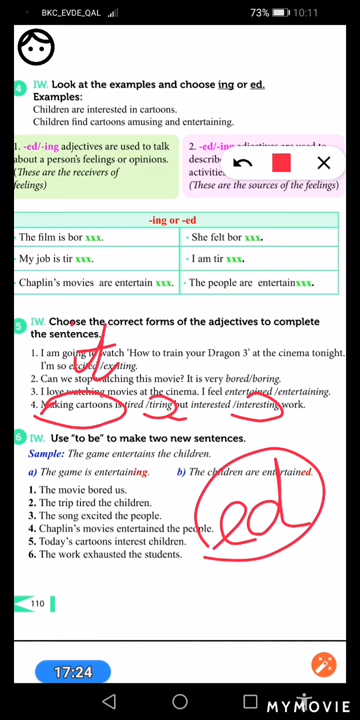 BKC_EVDE_QAL 73% 10:11
4 IW. Look at the examples and choose ing or ed.
Examples:
Children are interested in cartoons.
Children find cartoons amusing and entertaining.
1. -ed/-ing adjectives are used to talk
about a person's feelings or opinions.
(These are the receivers of
feelings)
2. -ed/-ing adjectives are used to
describ
activitie
(These are the sources of the feelings)
-ing or -ed
The film is bor xxx.
She felt bor xxx.
My job is tir xxx.
I am tir xxx.
Chaplin's movies are entertain xxx.
The people are entertainxxx.
5 IW. Choose the correct forms of the adjectives to complete
the sentences.
1. I am going to watch 'How to train your Dragon 3' at the cinema tonight.
I'm so excited/exciting.
2. Can we stop watching this movie? It is very bored/boring.
3. I love watching movies at the cinema. I feel entertained /entertaining.
4. Making cartoons is tired /tiring but interested /interesting work.
it
6 IW. Use "to be" to make two new sentences.
Sample: The game entertains the children.
a) The game is entertaining. b) The children are entertained.
1. The movie bored us.
2. The trip tired the children.
3. The song excited the people.
4. Chaplin's movies entertained the people.
5. Today's cartoons interest children.
6. The work exhausted the students.
ed
110
17:24
MYMOVIE